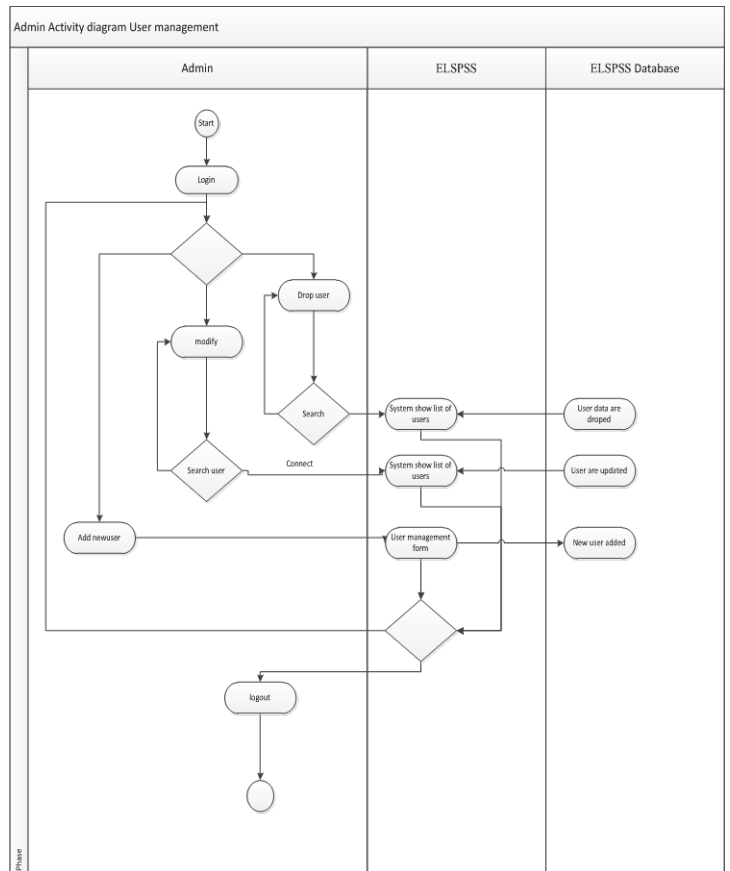 Admin Activity diagram User management
Admin
ELSPSS
ELSPSS Database
Start
Login
Drop user
modify
Search
System show list of
users
User data are
droped
Search user
Connect
System show list of
users
User are updated
Add newuser
User management
form
New user added
logout
Phase